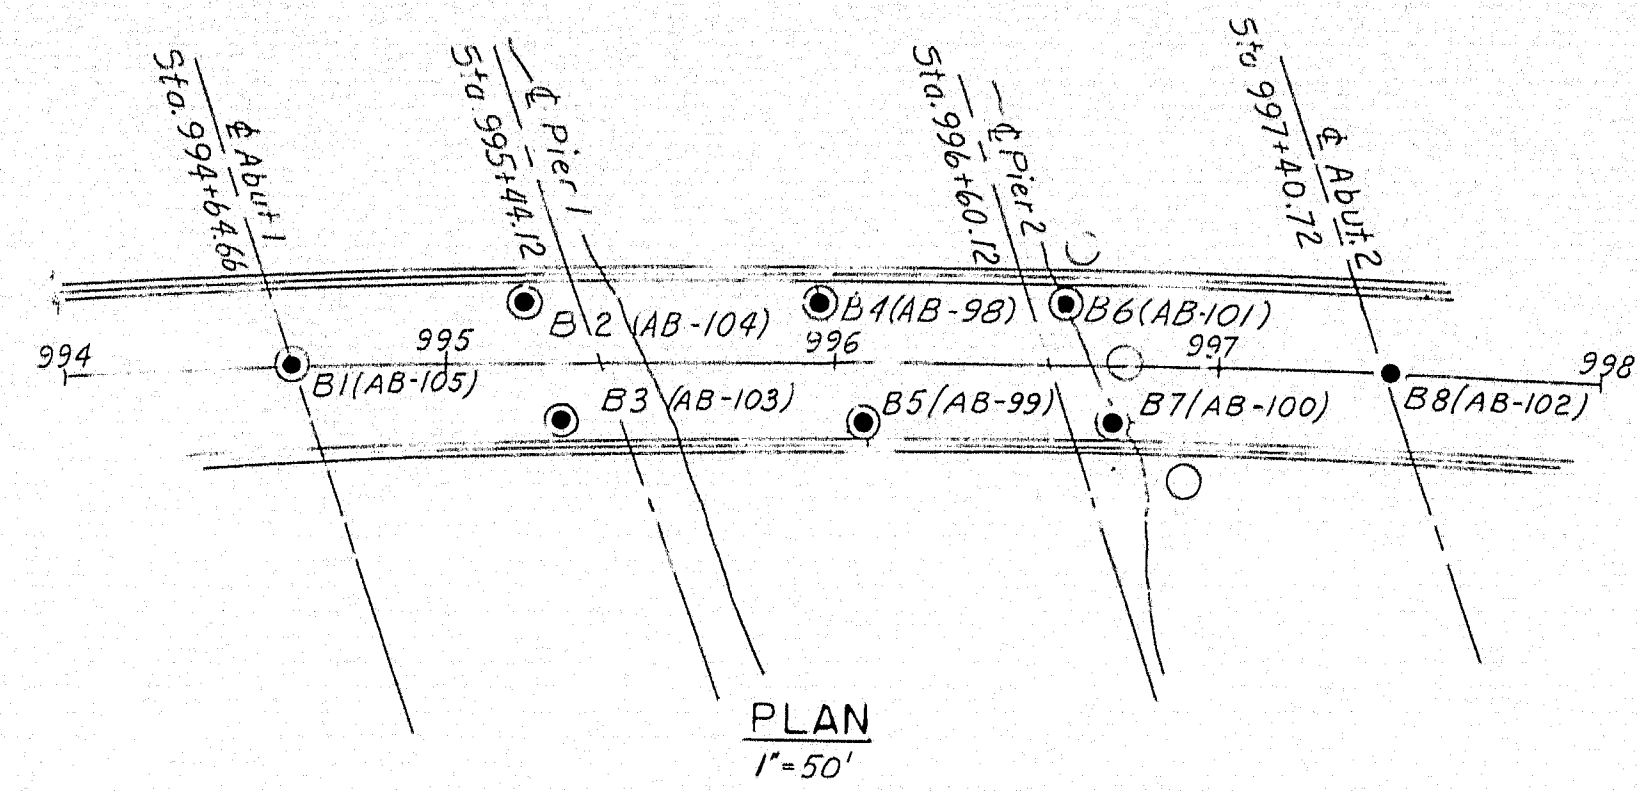 Sta. 994+64.66
℄ Abut 1
Sta 995+44.12
℄ Pier 1
Sta. 996+60.12
℄ Pier 2
Sta 997+40.72
℄ Abut. 2
B2 (AB-104)
B4(AB-98)
B6(AB-101)
994
995
996
997
998
B1(AB-105)
B3 (AB-103)
B5(AB-99)
B7(AB-100)
B8(AB-102)
PLAN
1"=50'